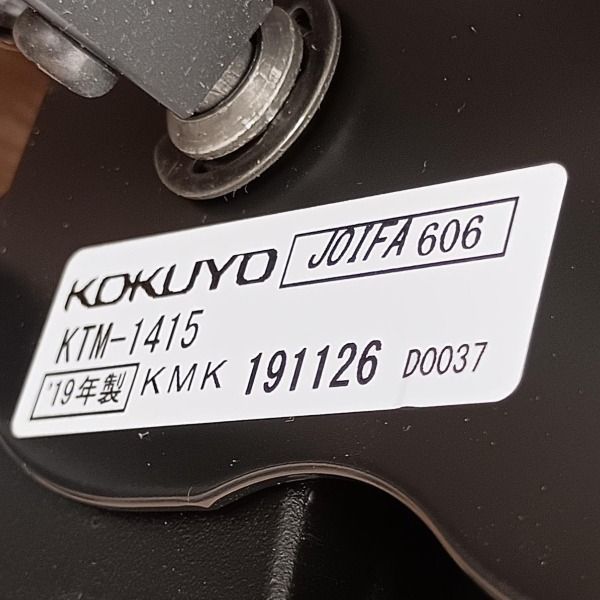 KOKUYO JOIFA 606
KTM-1415
'19年製 KMK 191126 D0037